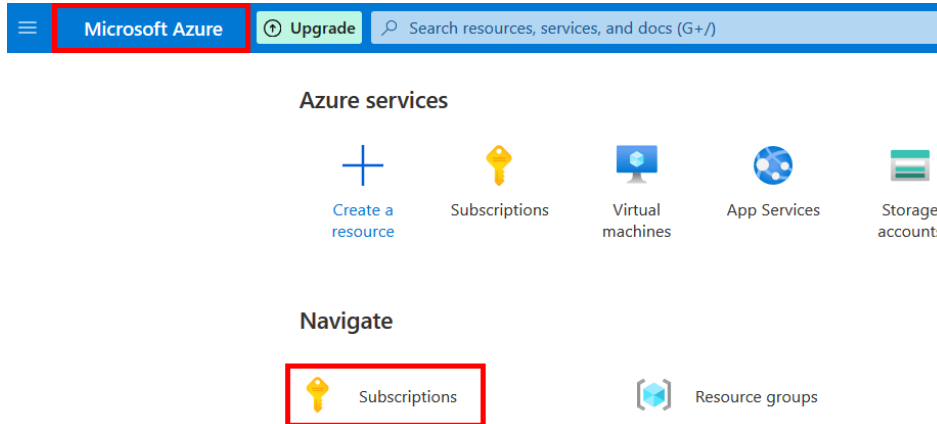 Microsoft Azure Upgrade Search resources, services, and docs (G+/)
Azure services
Create a resource
Subscriptions
Virtual machines
App Services
Storage accounts
Navigate
Subscriptions Resource groups